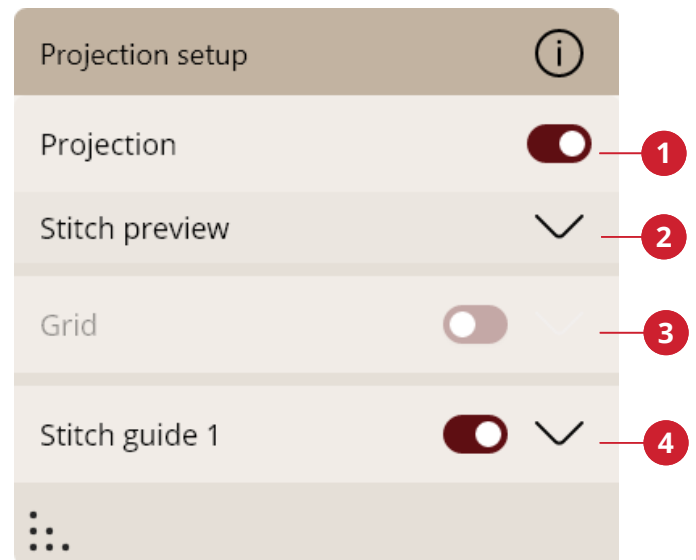 Projection setup
Projection
1
Stitch preview
2
Grid
3
Stitch guide 1
4